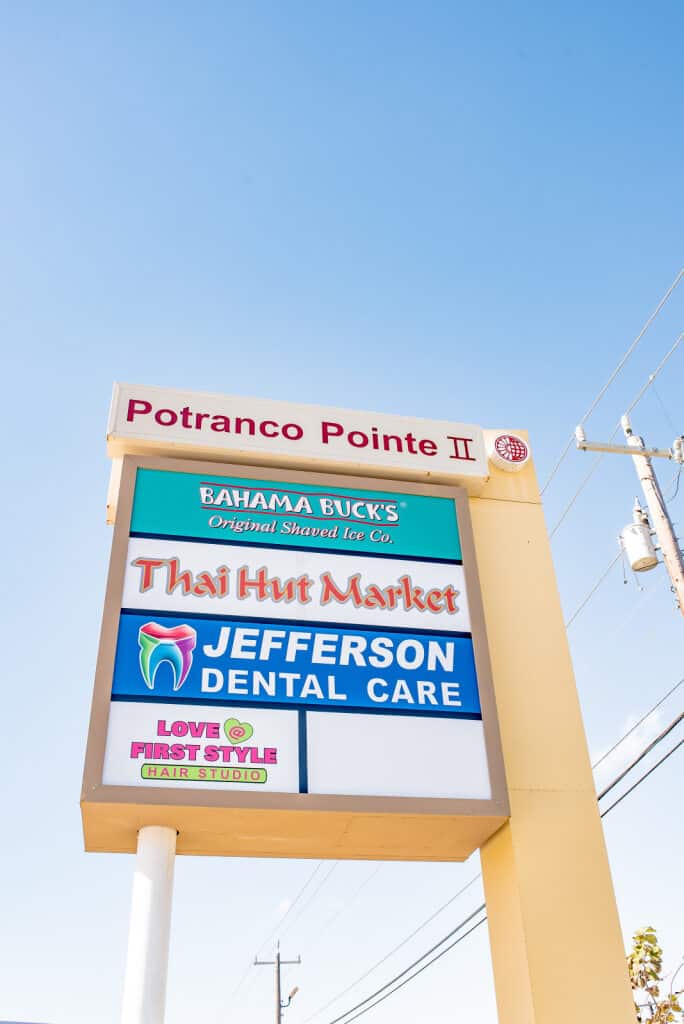 Potranco Pointe II
BAHAMA BUCK'S®
Original Shaved Ice Co.
Thai Hut Market
JEFFERSON
DENTAL CARE
LOVE @
FIRST STYLE
HAIR STUDIO